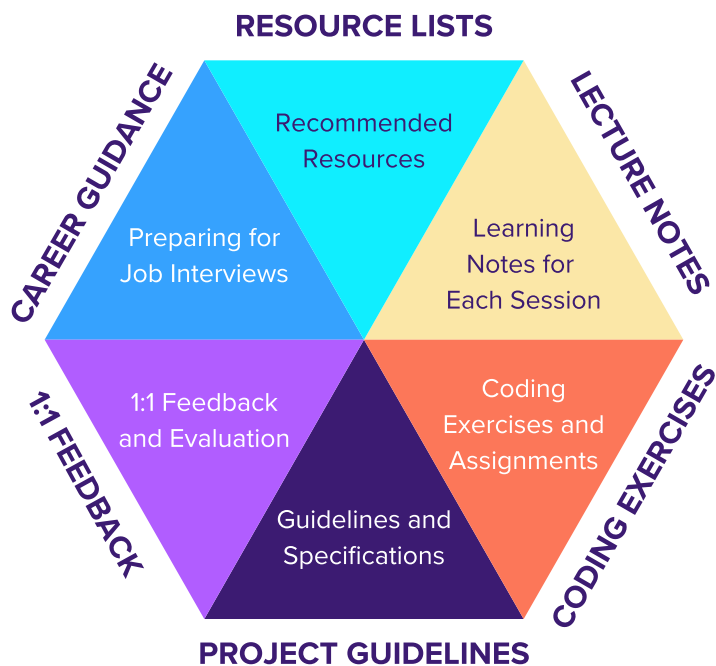 RESOURCE LISTS
Recommended
Resources
LECTURE NOTES
Learning
Notes for
Each Session
CODING EXERCISES
Coding
Exercises and
Assignments
PROJECT GUIDELINES
Guidelines and
Specifications
1:1 FEEDBACK
1:1 Feedback
and Evaluation
CAREER GUIDANCE
Preparing for
Job Interviews